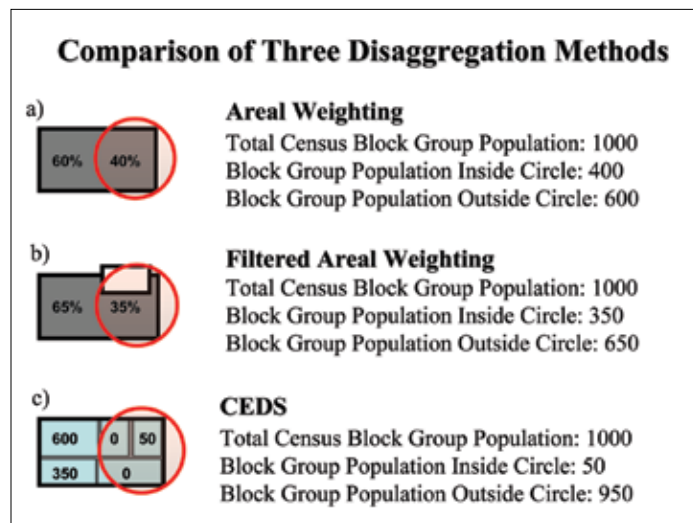 Comparison of Three Disaggregation Methods
a)
60% 40%
Areal Weighting
Total Census Block Group Population: 1000
Block Group Population Inside Circle: 400
Block Group Population Outside Circle: 600
b)
65% 35%
Filtered Areal Weighting
Total Census Block Group Population: 1000
Block Group Population Inside Circle: 350
Block Group Population Outside Circle: 650
c)
600 0 50
350 0
CEDS
Total Census Block Group Population: 1000
Block Group Population Inside Circle: 50
Block Group Population Outside Circle: 950